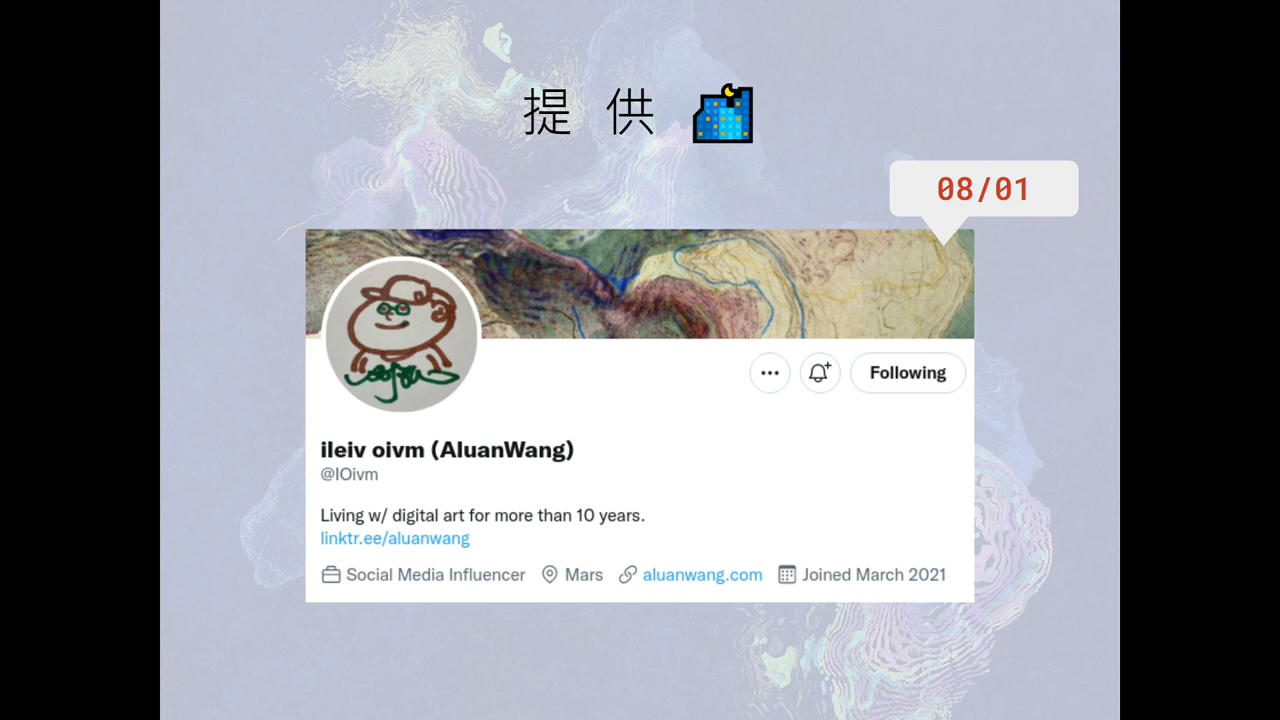 提 供
08/01
Following
ileiv oivm (AluanWang)
@IOivm
Living w/ digital art for more than 10 years.
linktr.ee/aluanwang
Social Media Influencer Mars aluanwang.com Joined March 2021